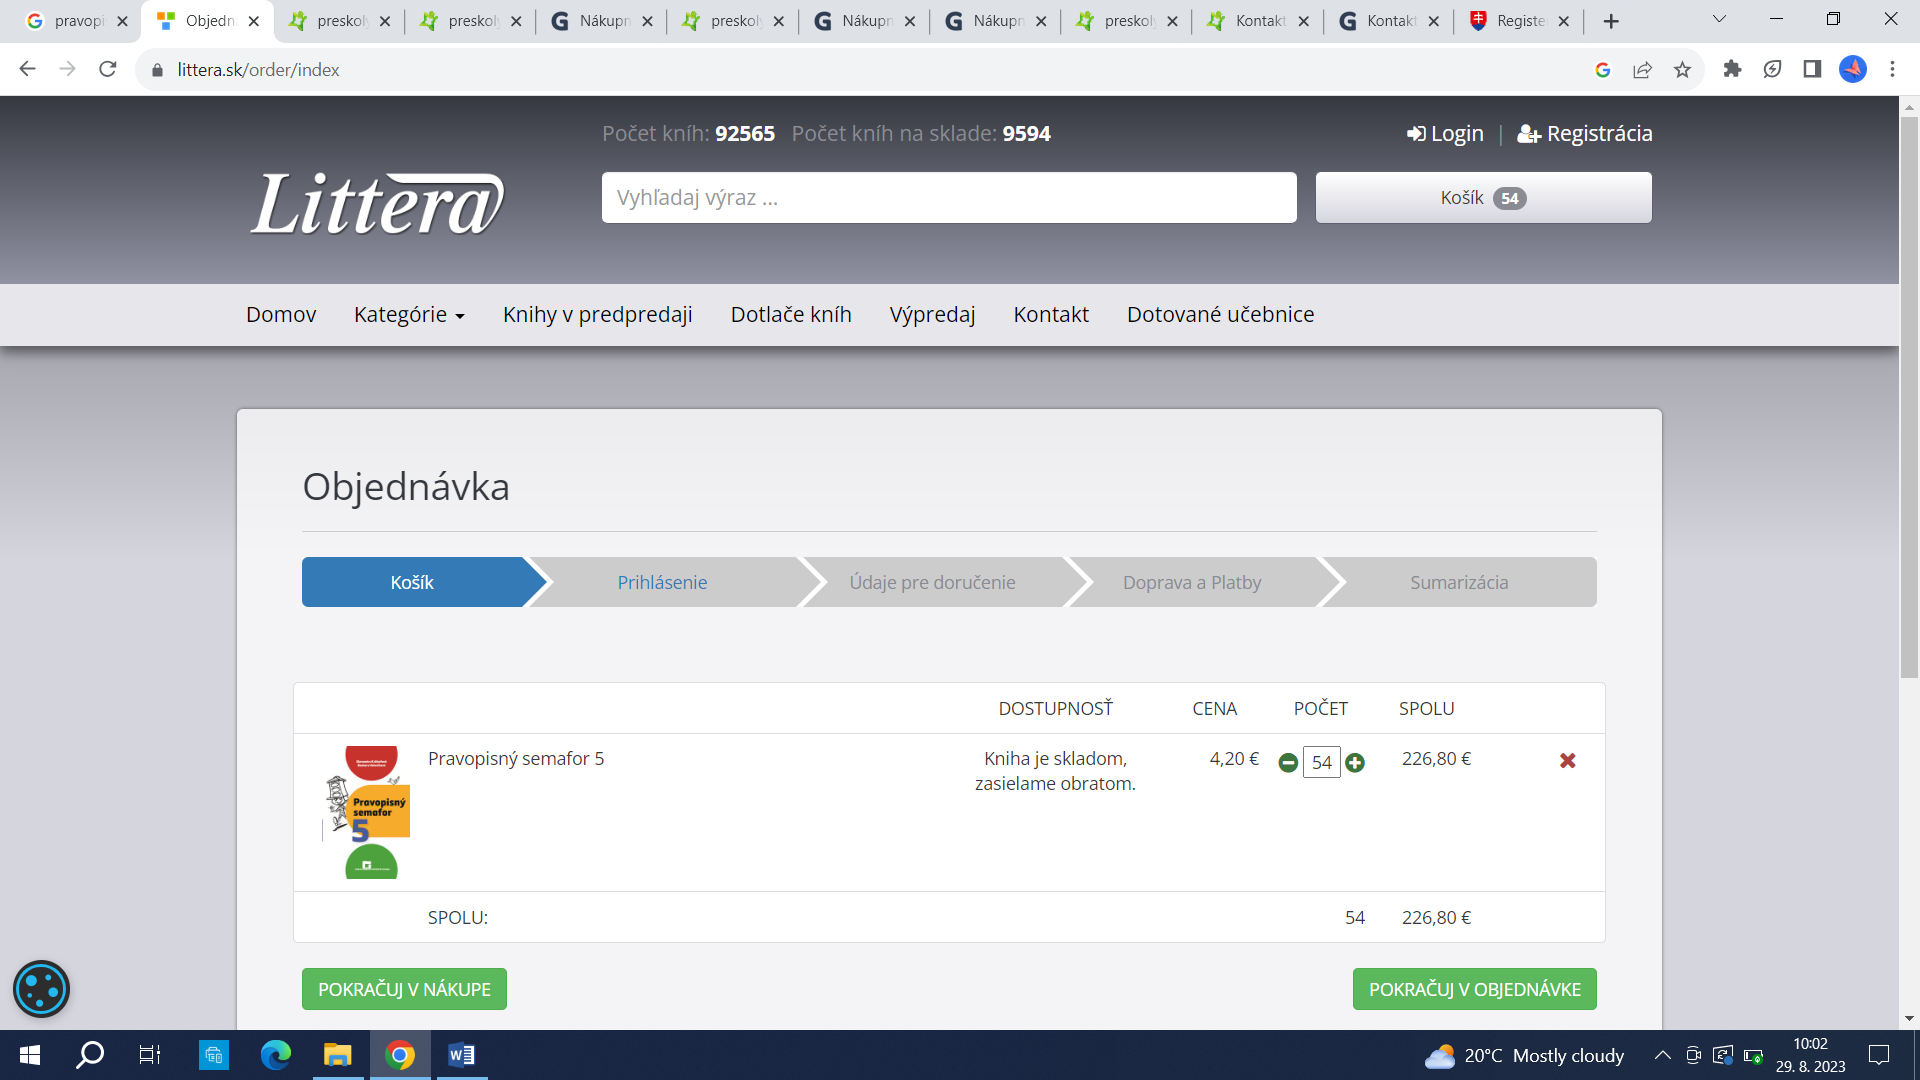 pravopi
Objedn
preskoly
preskoly
Nákupn
preskoly
Nákupn
Nákupn
preskoly
Kontakt
Kontakt
Registe
littera.sk/order/index
Počet kníh: 92565 Počet kníh na sklade: 9594
Login | Registrácia
Littera
Vyhľadaj výraz ...
Košík 54
Domov Kategórie Knihy v predpredaji Dotlače kníh Výpredaj Kontakt Dotované učebnice
Objednávka
Košík Prihlásenie Údaje pre doručenie Doprava a Platby Sumarizácia
DOSTUPNOSŤ CENA POČET SPOLU
Pravopisný
semafor
5
Pravopisný semafor 5
Kniha je skladom,
zasielame obratom.
4,20 € 54 226,80 €
SPOLU: 54 226,80 €
POKRAČUJ V NÁKUPE
POKRAČUJ V OBJEDNÁVKE
20°C Mostly cloudy
10:02
29. 8. 2023